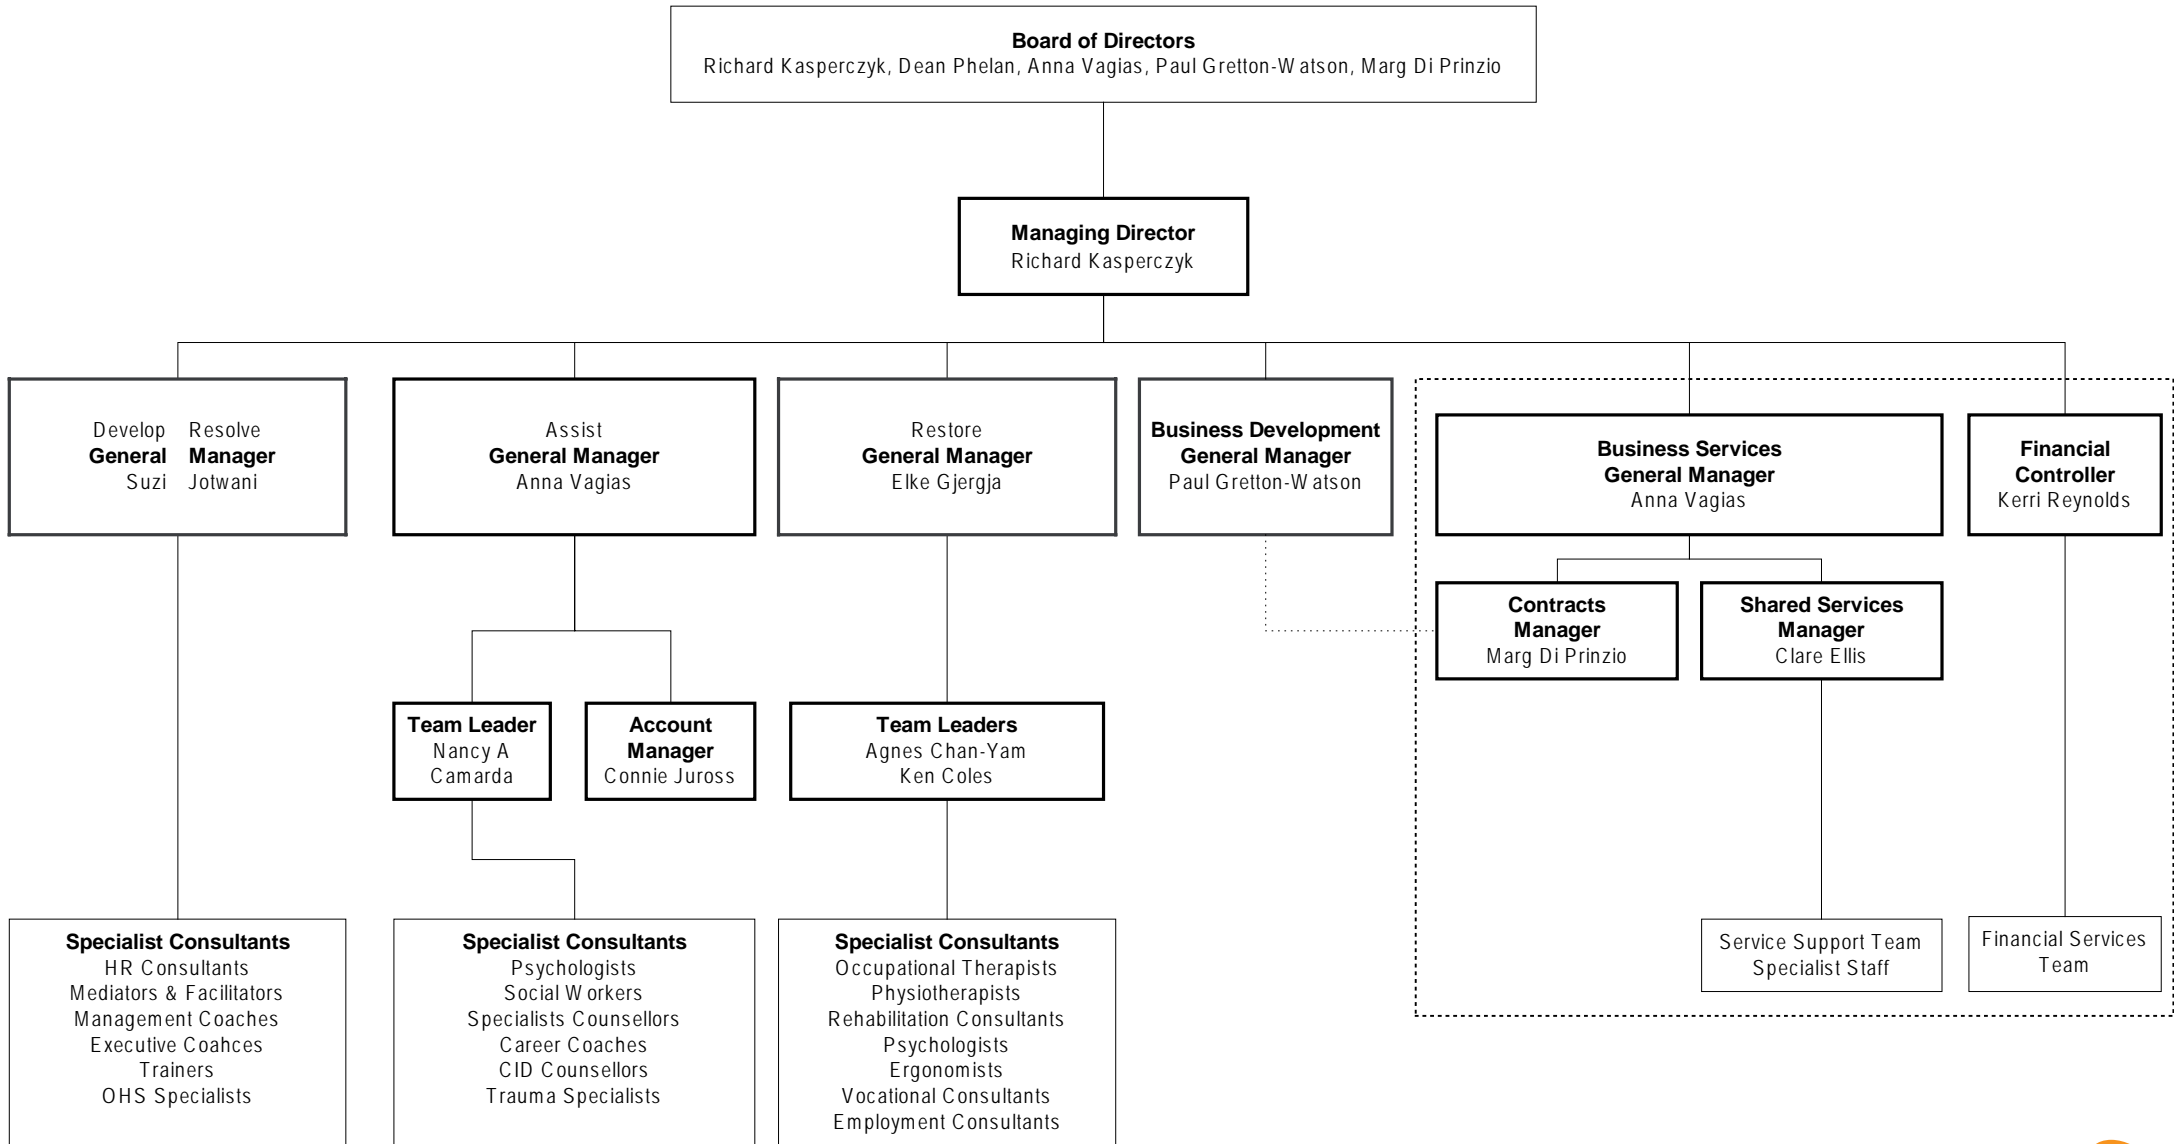 Board of Directors
Richard Kasperczyk, Dean Phelan, Anna Vagias, Paul Gretton-Watson, Marg Di Prinzio
Managing Director
Richard Kasperczyk
Develop Resolve
General Manager
Suzi Jotwani
Assist
General Manager
Anna Vagias
Restore
General Manager
Elke Gjergja
Business Development
General Manager
Paul Gretton-Watson
Business Services
General Manager
Anna Vagias
Financial
Controller
Kerri Reynolds
Contracts
Manager
Marg Di Prinzio
Shared Services
Manager
Clare Ellis
Team Leader
Nancy A
Camarda
Account
Manager
Connie Juross
Team Leaders
Agnes Chan-Yam
Ken Coles
Specialist Consultants
HR Consultants
Mediators & Facilitators
Management Coaches
Executive Coahces
Trainers
OHS Specialists
Specialist Consultants
Psychologists
Social Workers
Specialists Counsellors
Career Coaches
CID Counsellors
Trauma Specialists
Specialist Consultants
Occupational Therapists
Physiotherapists
Rehabilitation Consultants
Psychologists
Ergonomists
Vocational Consultants
Employment Consultants
Service Support Team
Specialist Staff
Financial Services
Team